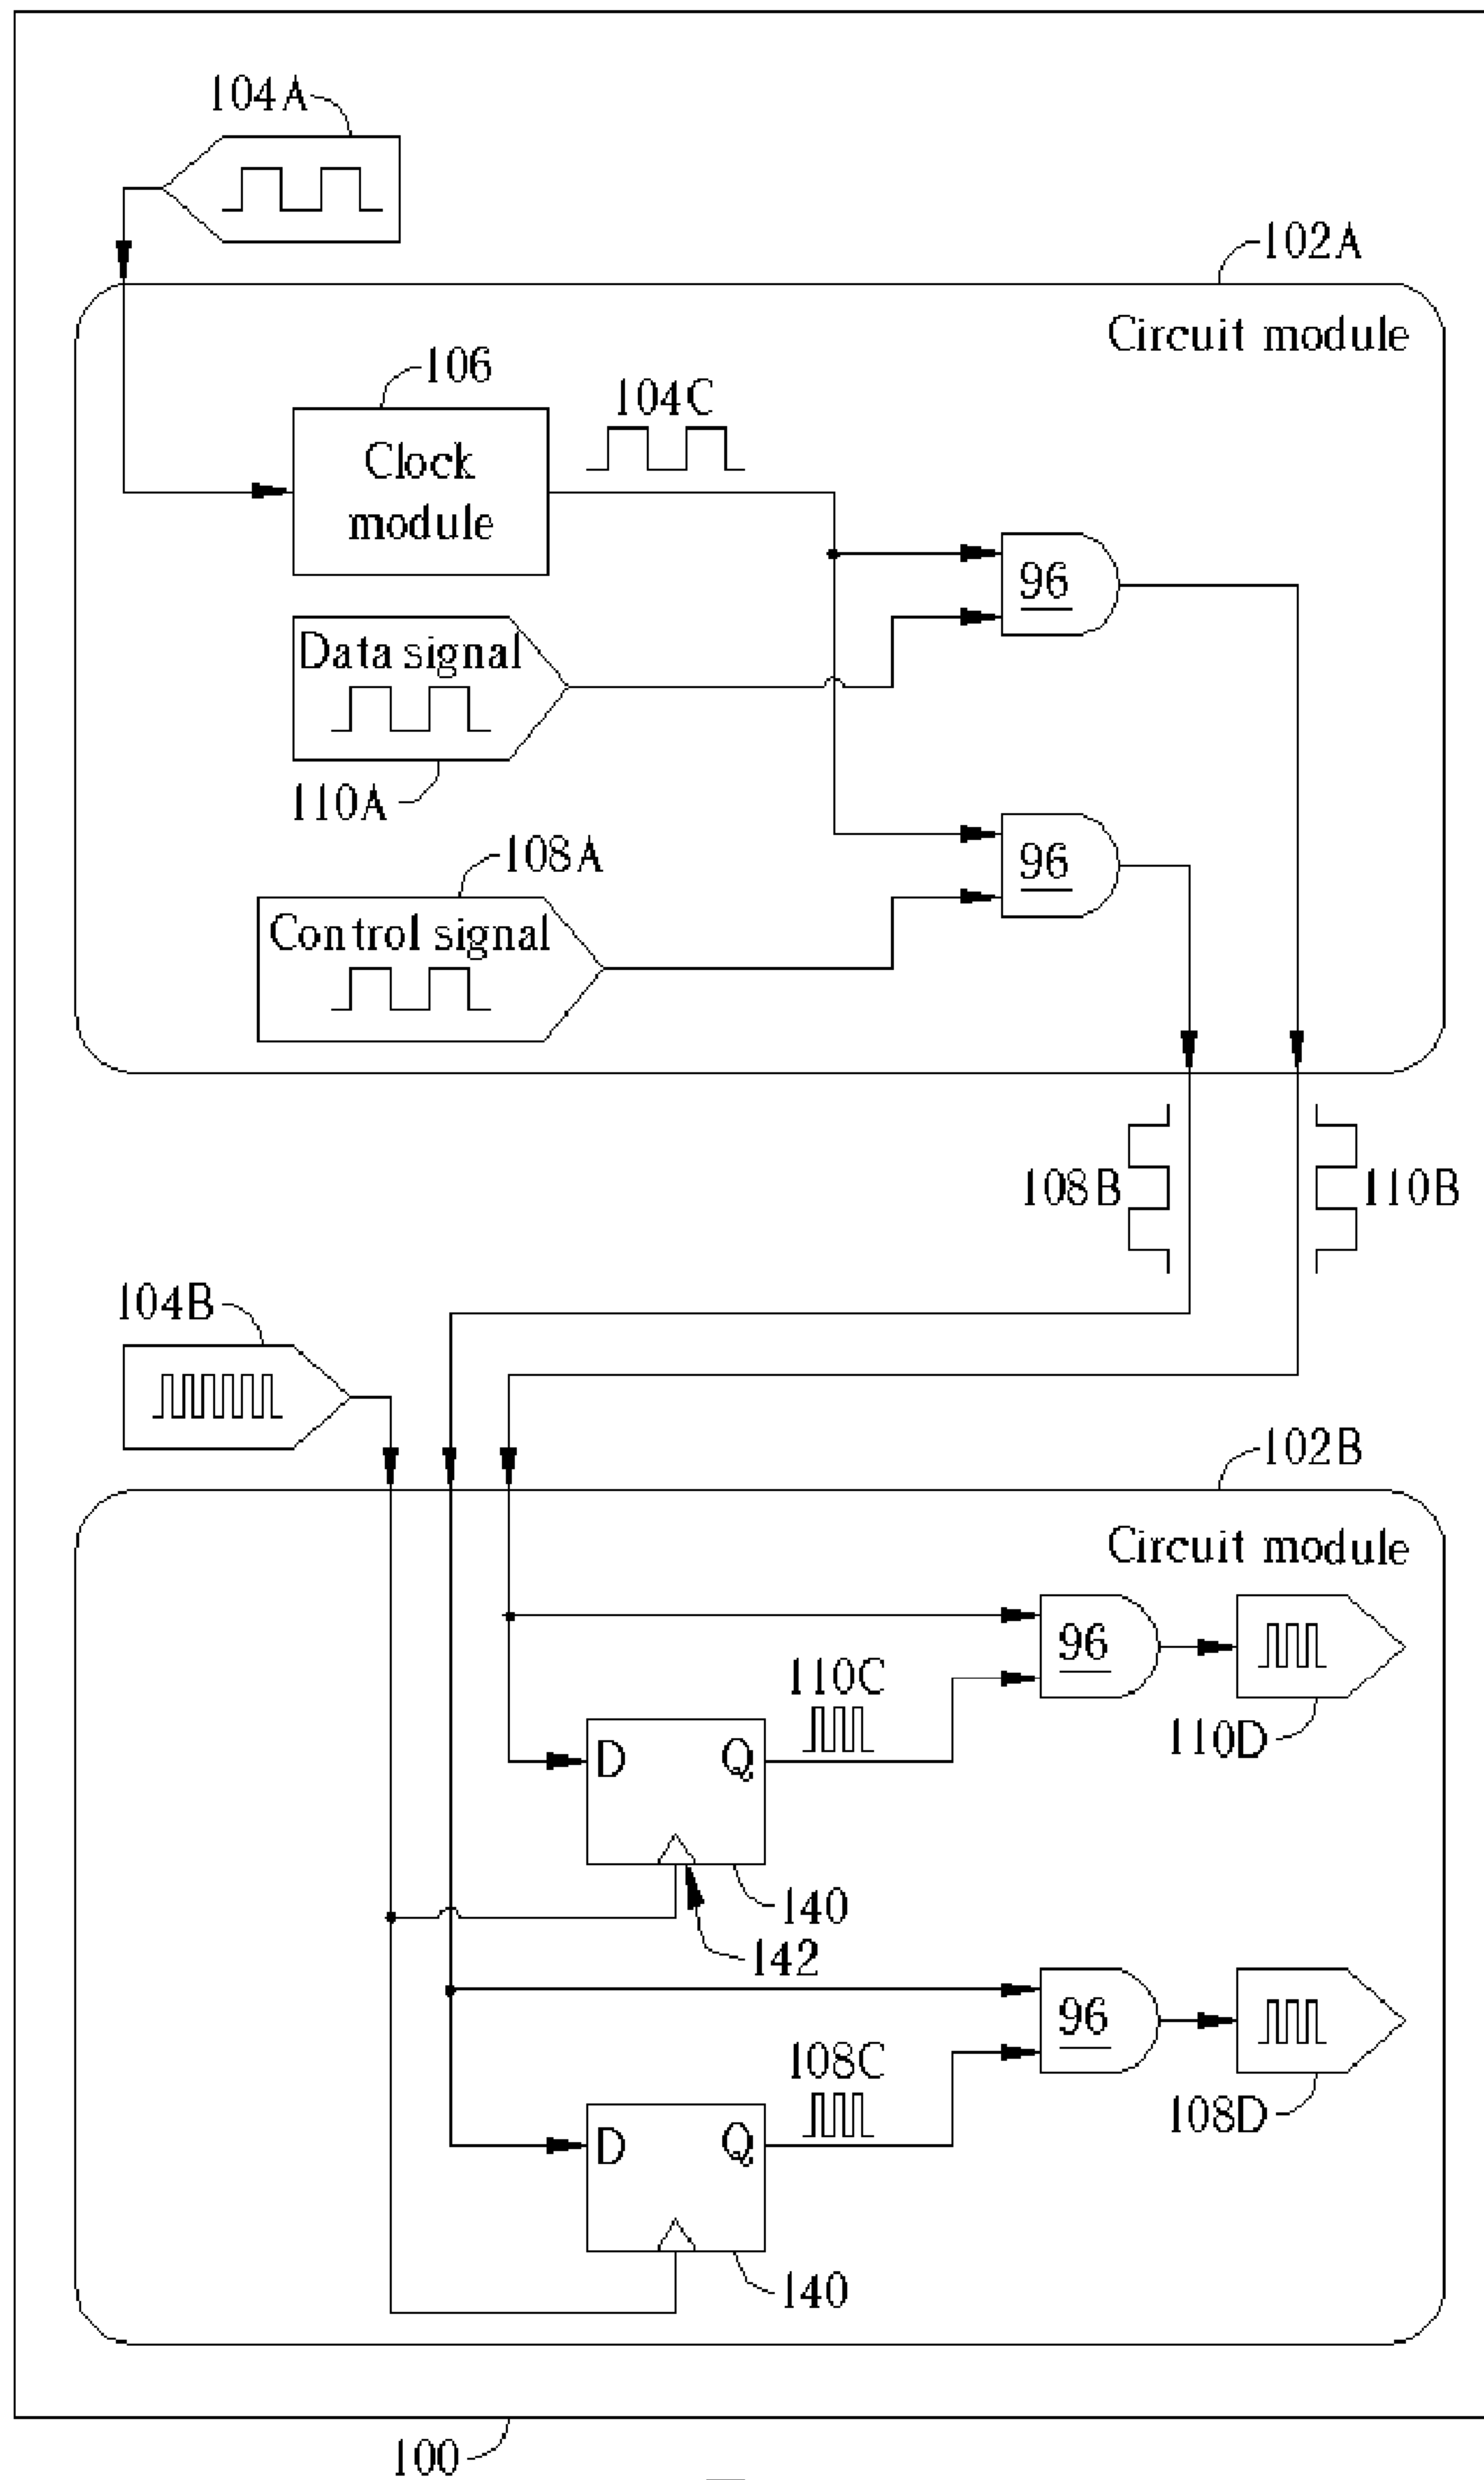 104A
102A
Circuit module
106
104C
Clock
module
96
Data signal
110A
108A
96
Control signal
108B
110B
104B
102B
Circuit module
96
110C
110D
D
Q
140
142
96
108C
108D
D
Q
140
100